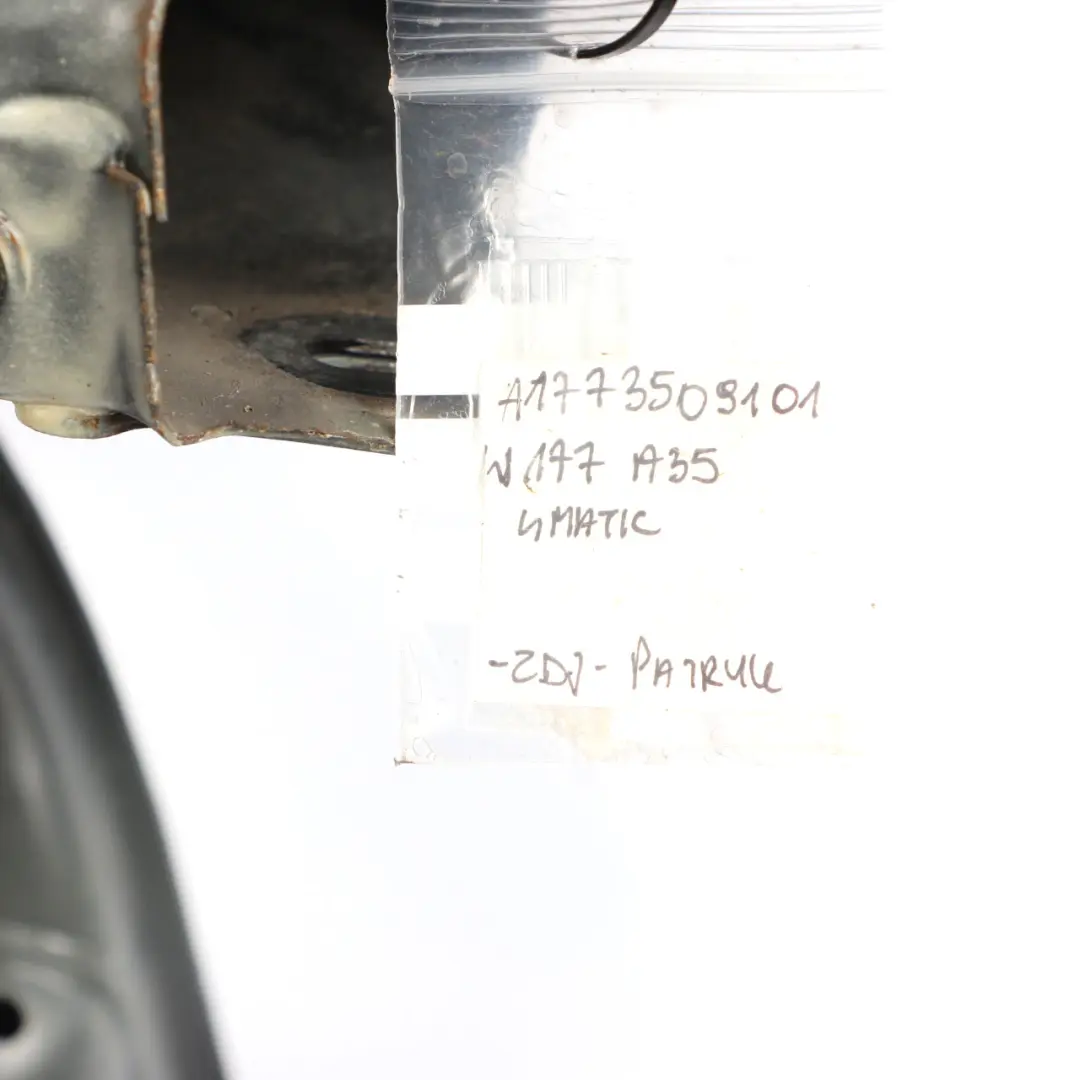 A1773509101
W177 A35
4MATIC
-ZDJ- PATRYK